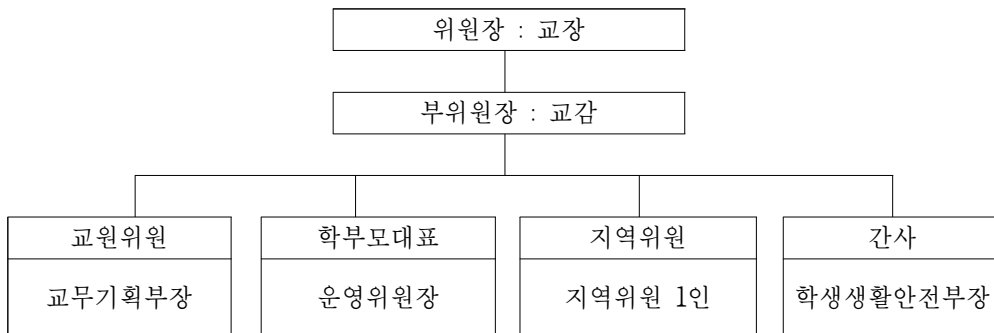 위원장 : 교장
부위원장 : 교감
교원위원
교무기획부장
학부모대표
운영위원장
지역위원
지역위원 1인
간사
학생생활안전부장